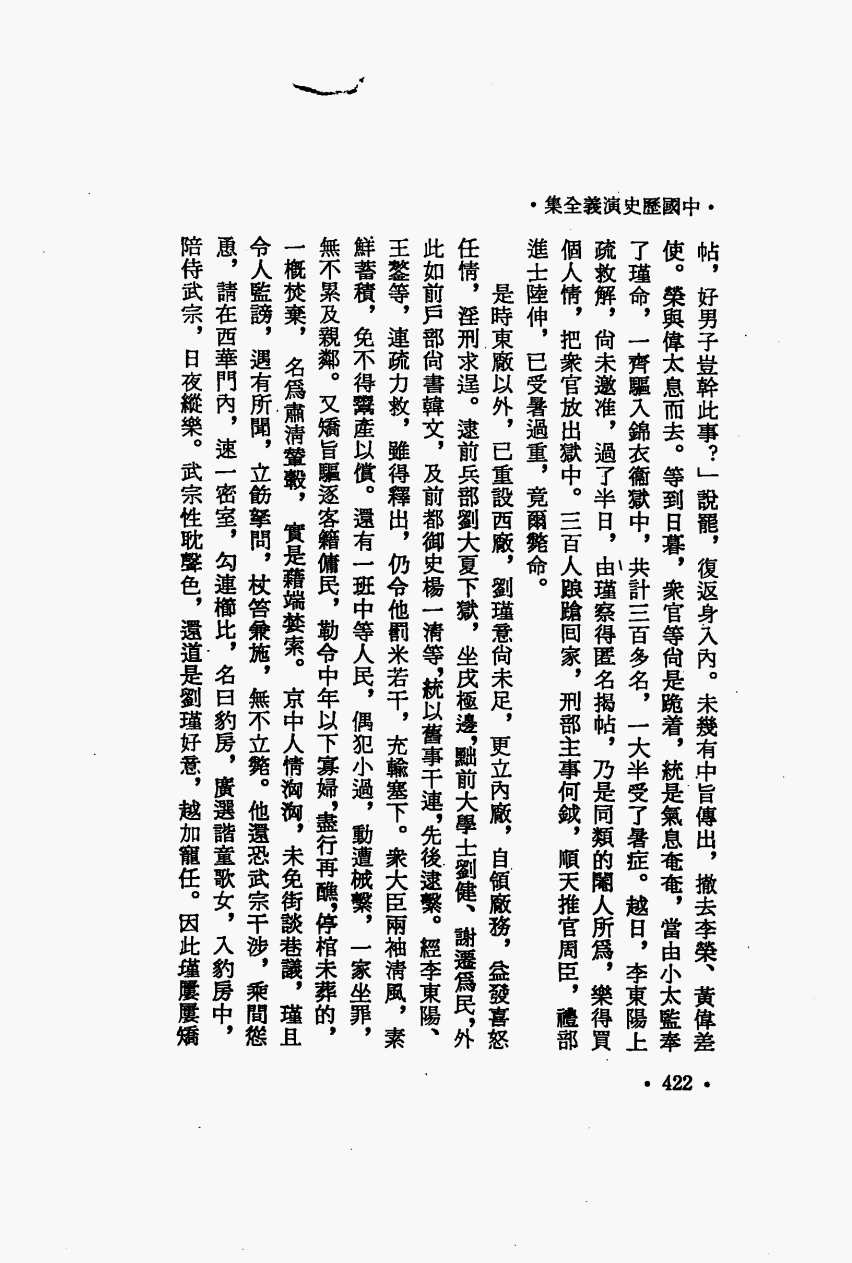 •中國歷史演義全集•
帖，好男子豈幹此事？」說罷，復返身入內。未幾有中旨傳出，撤去李榮、黃偉差
使。榮與偉太息而去。等到日暮，衆官等尙是跪着，統是氣息奄奄，當由小太監奉
了瑾命，一齊驅入錦衣衞獄中，共計三百多名，一大半受了暑症。越日，李東陽上
疏救解，尙未邀准，過了半日，由瑾察得匿名揭帖，乃是同類的閹人所爲，樂得買
個人情，把衆官放出獄中。三百人踉蹌回家，刑部主事何鉞，順天推官周臣，禮部
進士陸伸，已受暑過重，竟爾斃命。
是時東廠以外，已重設西廠，劉瑾意尙未足，更立內廠，自領廠務，益發喜怒
任情，淫刑求逞。逮前兵部劉大夏下獄，坐戌極邊，黜前大學士劉健、謝遷爲民，外
此如前戶部尙書韓文，及前都御史楊一淸等，統以舊事干連，先後逮繫。經李東陽、
王鏊等，連疏力救，雖得釋出，仍令他罰米若干，充輸塞下。衆大臣兩袖淸風，素
鮮蓄積，免不得鬻產以償。還有一班中等人民，偶犯小過，動遭械繫，一家坐罪，
無不累及親鄰。又矯旨驅逐客籍傭民，勒令中年以下寡婦，盡行再醮，停棺未葬的，
一概焚棄，名爲肅淸輦轂，實是藉端婪索。京中人情洶洶，未免街談巷議，瑾且
令人監謗，遇有所聞，立飭拏問，杖笞兼施，無不立斃。他還恐武宗干涉，乘間慫
恿，請在西華門內，速一密室，勾連櫛比，名曰豹房，廣選諧童歌女，入豹房中，
陪侍武宗，日夜縱樂。武宗性耽聲色，還道是劉瑾好意，越加寵任。因此瑾屢屢矯
•422•